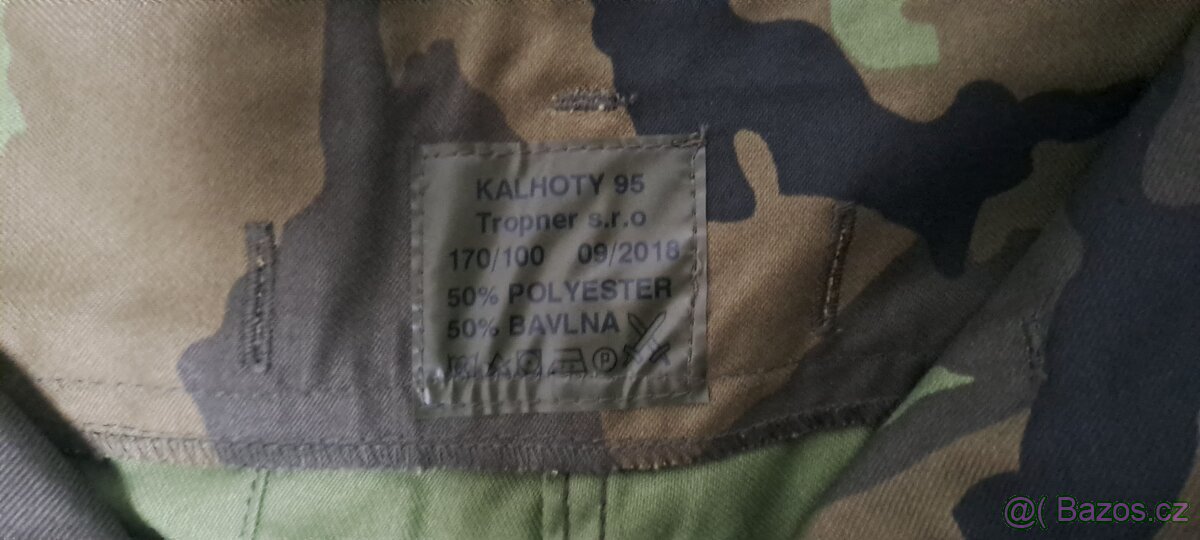 KALHOTY 95
Tropner s.r.o
170/100 09/2018
50% POLYESTER
50% BAVLNA
P
@( Bazos.cz